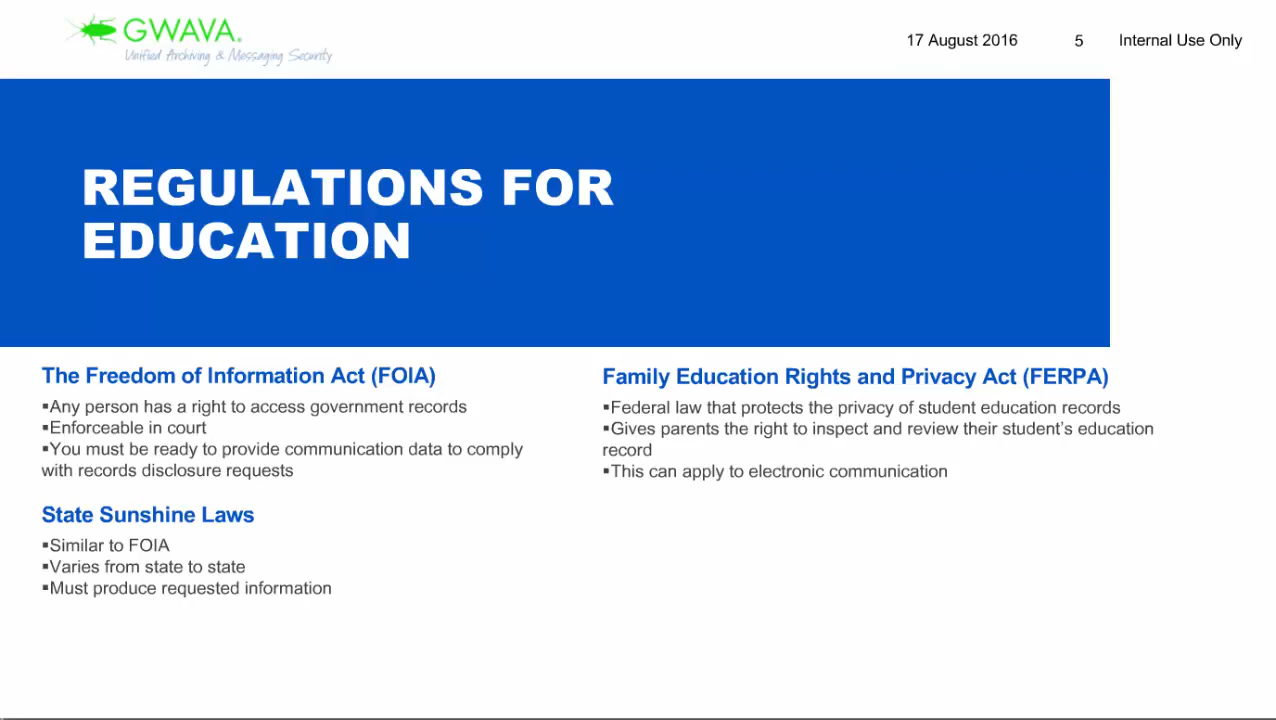 GWAVA.
Unified Archiving & Messaging Security
17 August 2016 5 Internal Use Only
REGULATIONS FOR
EDUCATION
The Freedom of Information Act (FOIA)
▪Any person has a right to access government records
▪Enforceable in court
▪You must be ready to provide communication data to comply
with records disclosure requests
State Sunshine Laws
▪Similar to FOIA
▪Varies from state to state
▪Must produce requested information
Family Education Rights and Privacy Act (FERPA)
▪Federal law that protects the privacy of student education records
▪Gives parents the right to inspect and review their student’s education
record
▪This can apply to electronic communication